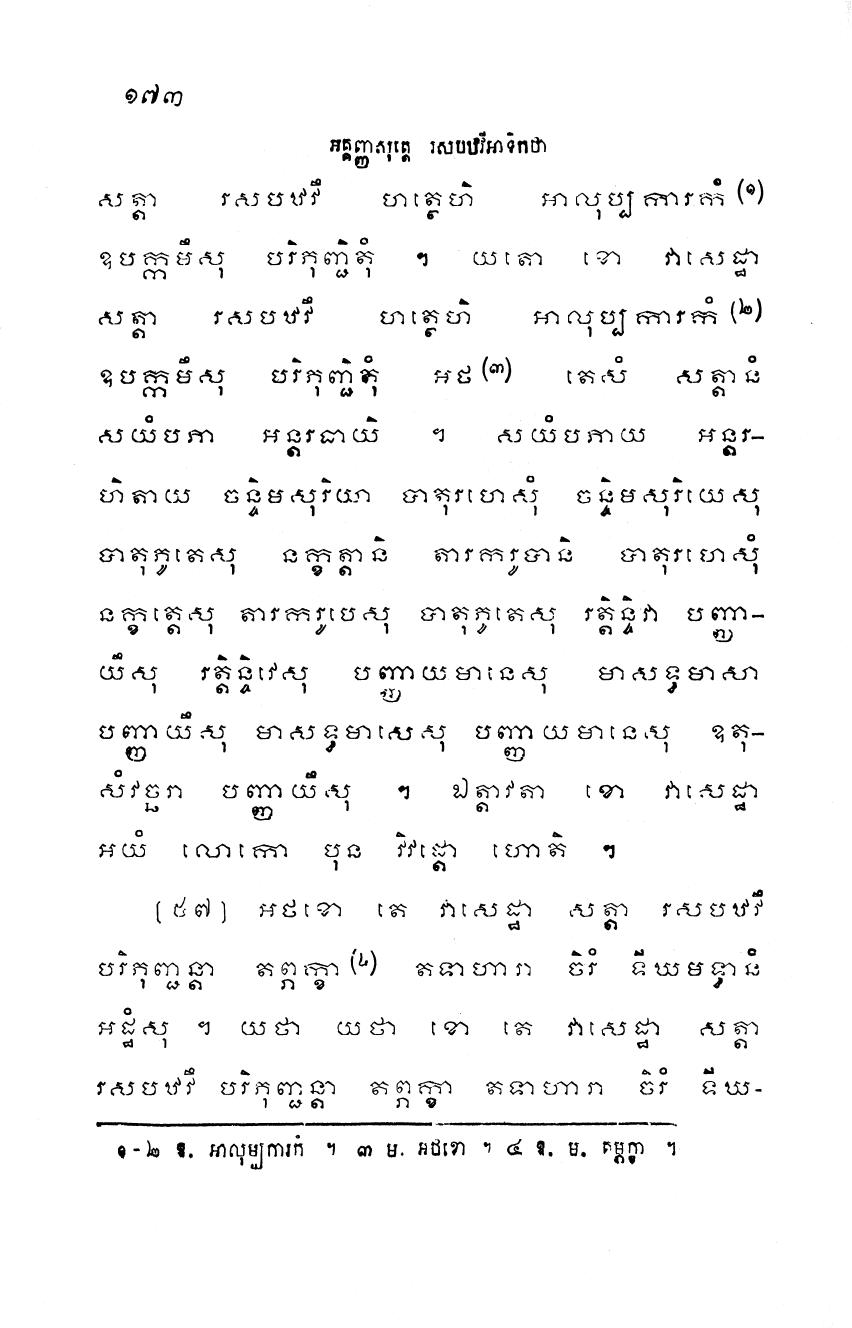 ១៧៣
អគ្គញ្ញសុត្តេ រសបឋវីអាទិកថា
សត្តា រសបឋវឹ ហត្ថេហិ អាលុប្បការកំ (១)
ឧបក្កមឹសុ បរិភុញ្ជិតុំ ។ យតោ ខោ វាសេដ្ឋា
សត្តា រសបឋវឹ ហត្ថេហិ អាលុប្បការកំ (២)
ឧបក្កមឹសុ បរិភុញ្ជិតុំ អថ (៣) តេសំ សត្តានំ
សយំបភា អន្តរធាយិ ។ សយំបភាយ អន្តរ-
ហិតាយ ចន្ទិមសុរិយា បាតុរហេសុំ ចន្ទិមសុរិយេសុ
បាតុភូតេសុ នក្ខត្តានិ តារការូបានិ បាតុរហេសុំ
នក្ខត្តេសុ តារការូបេសុ បាតុភូតេសុ រត្តិន្ទិវា បញ្ញា-
យឹសុ រត្តិន្ទិវេសុ បញ្ញាយមានេសុ មាសឌ្ឍមាសា
បញ្ញាយឹសុ មាសឌ្ឍមាសេសុ បញ្ញាយមានេសុ ឧតុ-
សំវច្ឆរា បញ្ញាយឹសុ ។ ឯត្តាវតា ខោ វាសេដ្ឋា
អយំ លោកោ បុន វិវដ្តោ ហោតិ ។
[៥៧] អថខោ តេ វាសេដ្ឋា សត្តា រសបឋវឹ
បរិភុញ្ជន្តា តព្ភក្ខា (៤) តទាហារា ចិរំ ទីឃមទ្ធានំ
អដ្ឋំសុ ។ យថា យថា ខោ តេ វាសេដ្ឋា សត្តា
រសបឋវឹ បរិភុញ្ជន្តា តព្ភក្ខា តទាហារា ចិរំ ទីឃ-
១-២ ឱ. អាលុម្បការកំ ។ ៣ ម. អថខោ ។ ៤ ឱ. ម. តម្ភក្ខា ។